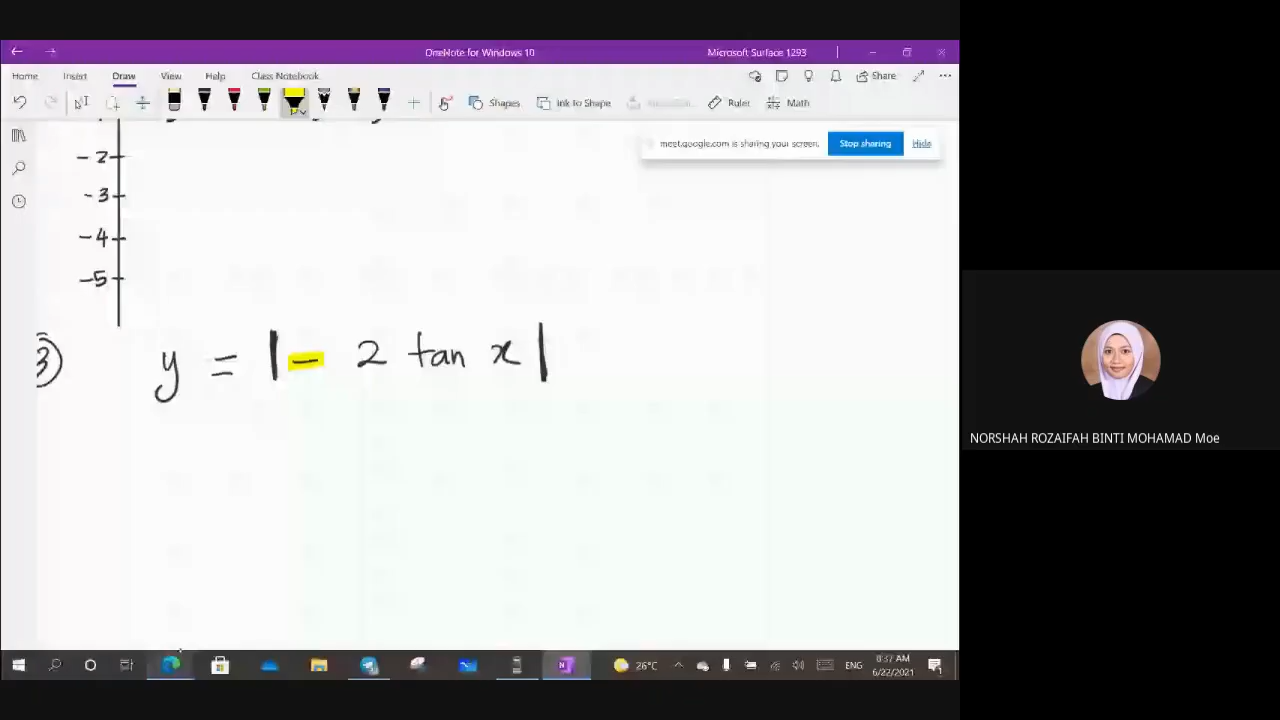 OneNote for Windows 10
Microsoft Surface 1293
Home Insert Draw View Help Class Notebook
Share
Shapes Ink to Shape Ruler Math
meet.google.com is sharing your screen. Stop sharing Hide
-2
-3
-4
-5
3) y = |- 2 tan x|
NORSHAH ROZAIFAH BINTI MOHAMAD Moe
26°C ENG 8:37 AM
6/22/2021